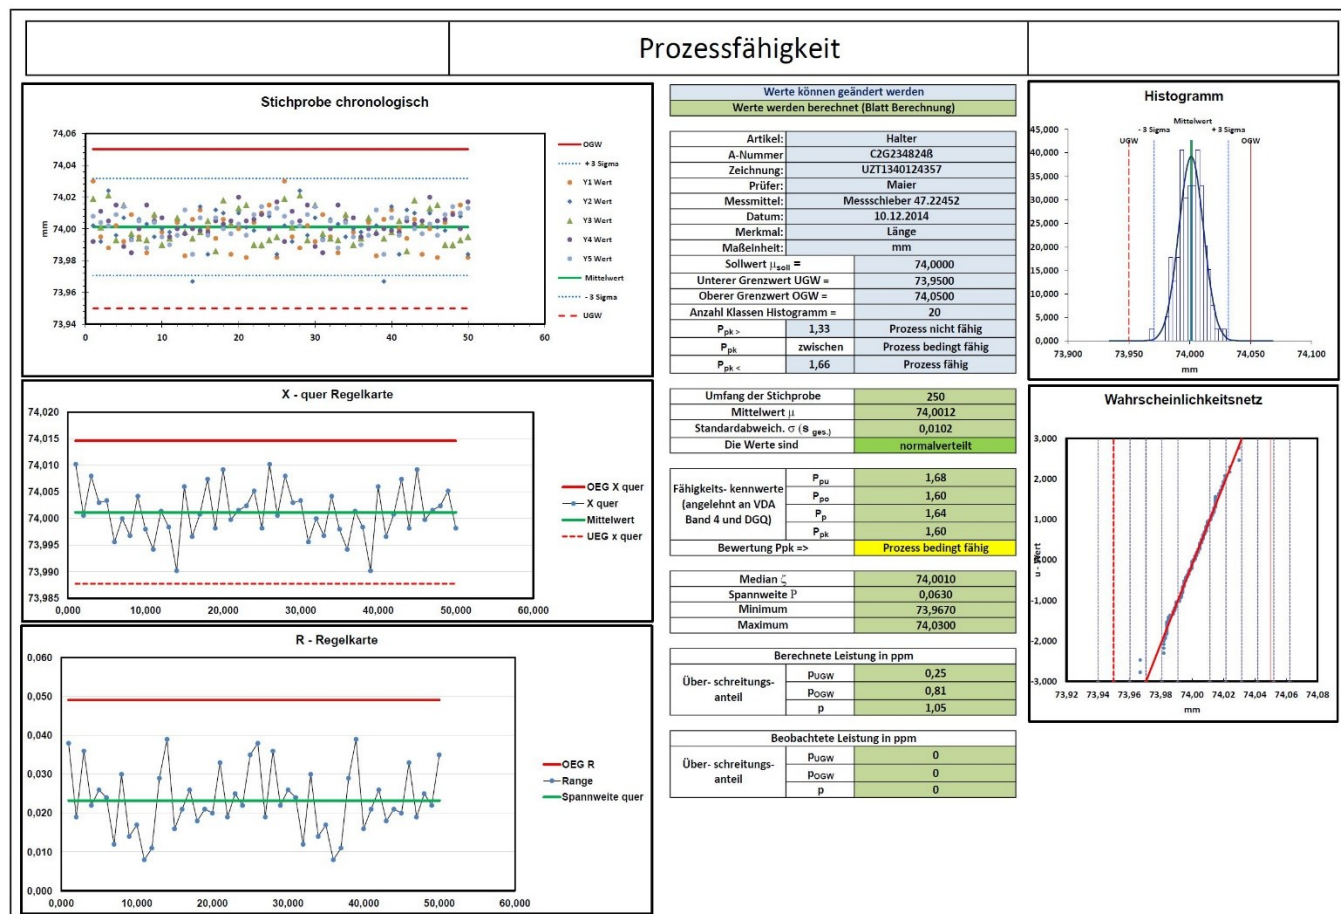 Prozessfähigkeit
Stichprobe chronologisch
74,06
74,04
74,02
74,00
73,98
73,96
73,94
mm
0 10 20 30 40 50 60
OGW
+ 3 Sigma
Y1 Wert
Y2 Wert
Y3 Wert
Y4 Wert
Y5 Wert
Mittelwert
- 3 Sigma
UGW
X - quer Regelkarte
74,020
74,015
74,010
74,005
74,000
73,995
73,990
73,985
0,000 10,000 20,000 30,000 40,000 50,000 60,000
OEG X quer
X quer
Mittelwert
UEG x quer
R - Regelkarte
0,060
0,050
0,040
0,030
0,020
0,010
0,000
0,000 10,000 20,000 30,000 40,000 50,000 60,000
OEG R
Range
Spannweite quer
Werte können geändert werden
Werte werden berechnet (Blatt Berechnung)
Artikel: Halter
A-Nummer C2G234824ß
Zeichnung: UZT1340124357
Prüfer: Maier
Messmittel: Messschieber 47.22452
Datum: 10.12.2014
Merkmal: Länge
Maßeinheit: mm
Sollwert μsoll = 74,0000
Unterer Grenzwert UGW = 73,9500
Oberer Grenzwert OGW = 74,0500
Anzahl Klassen Histogramm = 20
Ppk > 1,33 Prozess nicht fähig
Ppk zwischen Prozess bedingt fähig
Ppk < 1,66 Prozess fähig
Umfang der Stichprobe 250
Mittelwert μ 74,0012
Standardabweich. σ (s ges.) 0,0102
Die Werte sind normalverteilt
Fähigkeits- kennwerte
(angelehnt an VDA
Band 4 und DGQ)
Ppu 1,68
Ppo 1,60
Pp 1,64
Ppk 1,60
Bewertung Ppk => Prozess bedingt fähig
Median ζ 74,0010
Spannweite P 0,0630
Minimum 73,9670
Maximum 74,0300
Berechnete Leistung in ppm
Über- schreitungs-
anteil
pUGW 0,25
pOGW 0,81
p 1,05
Beobachtete Leistung in ppm
Über- schreitungs-
anteil
pUGW 0
pOGW 0
p 0
Histogramm
Mittelwert
- 3 Sigma + 3 Sigma
UGW OGW
45,000
40,000
35,000
30,000
25,000
20,000
15,000
10,000
5,000
0,000
73,900 73,950 74,000 74,050 74,100
mm
Wahrscheinlichkeitsnetz
3,000
2,000
1,000
0,000
-1,000
-2,000
-3,000
u - Wert
73,92 73,94 73,96 73,98 74,00 74,02 74,04 74,06 74,08
mm